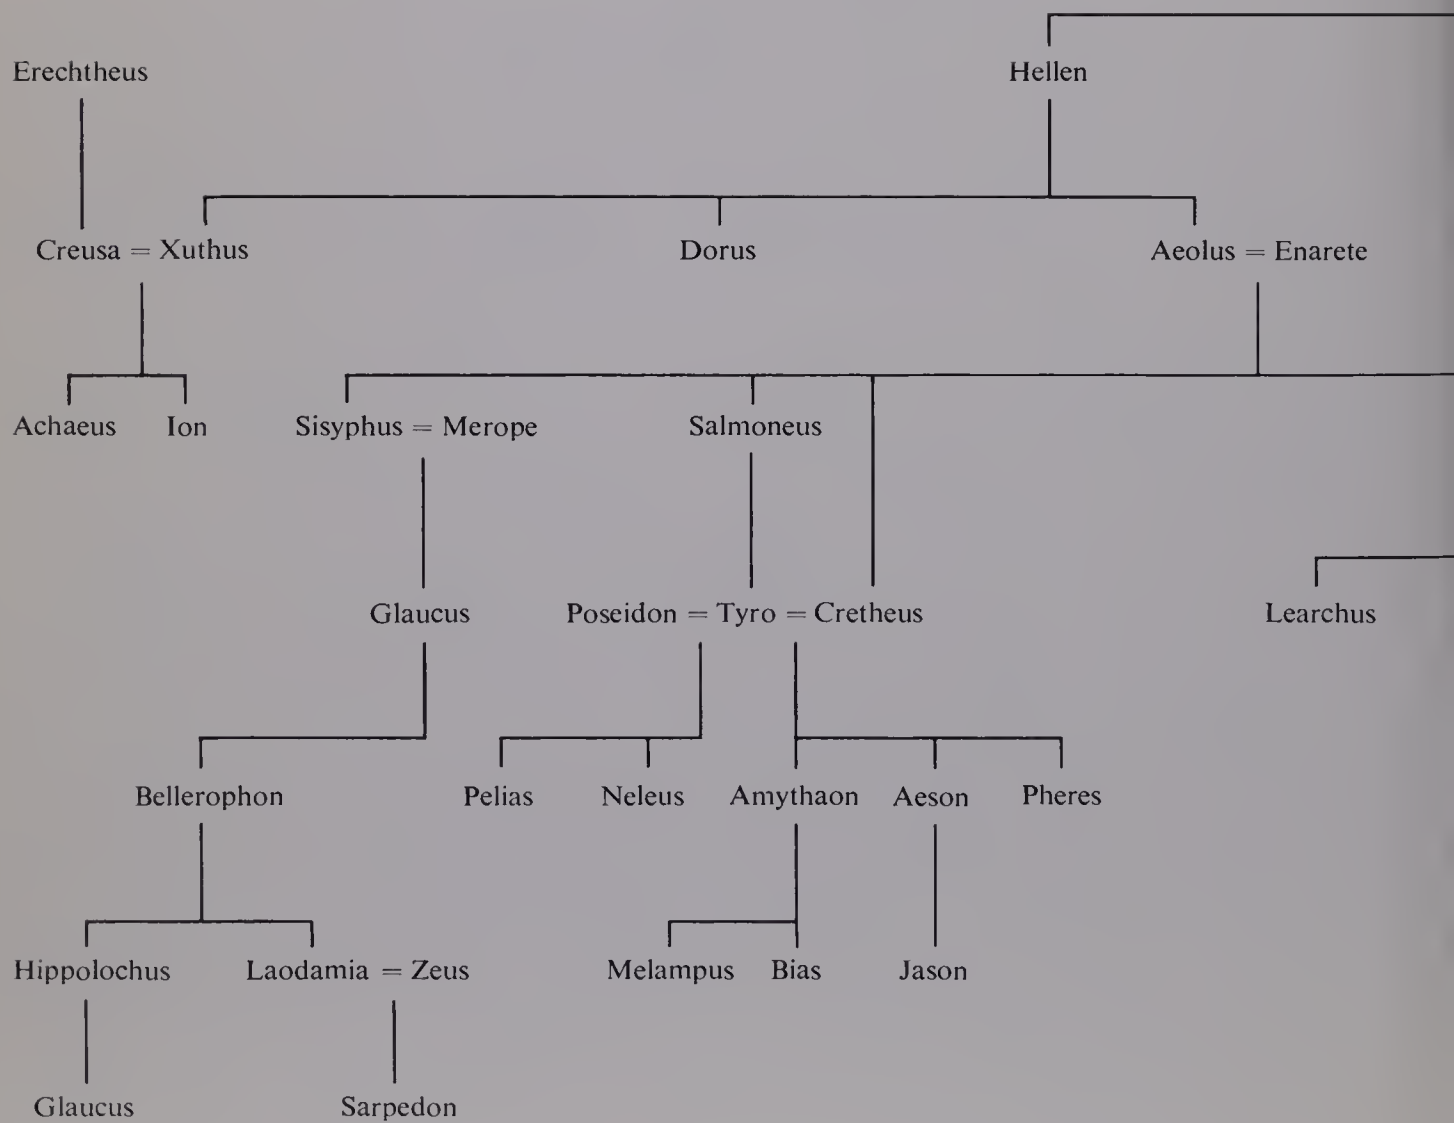 Erechtheus Hellen
Creusa = Xuthus Dorus Aeolus = Enarete
Achaeus Ion Sisyphus = Merope Salmoneus
Glaucus Poseidon = Tyro = Cretheus Learchus
Bellerophon Pelias Neleus Amythaon Aeson Pheres
Hippolochus Laodamia = Zeus Melampus Bias Jason
Glaucus Sarpedon